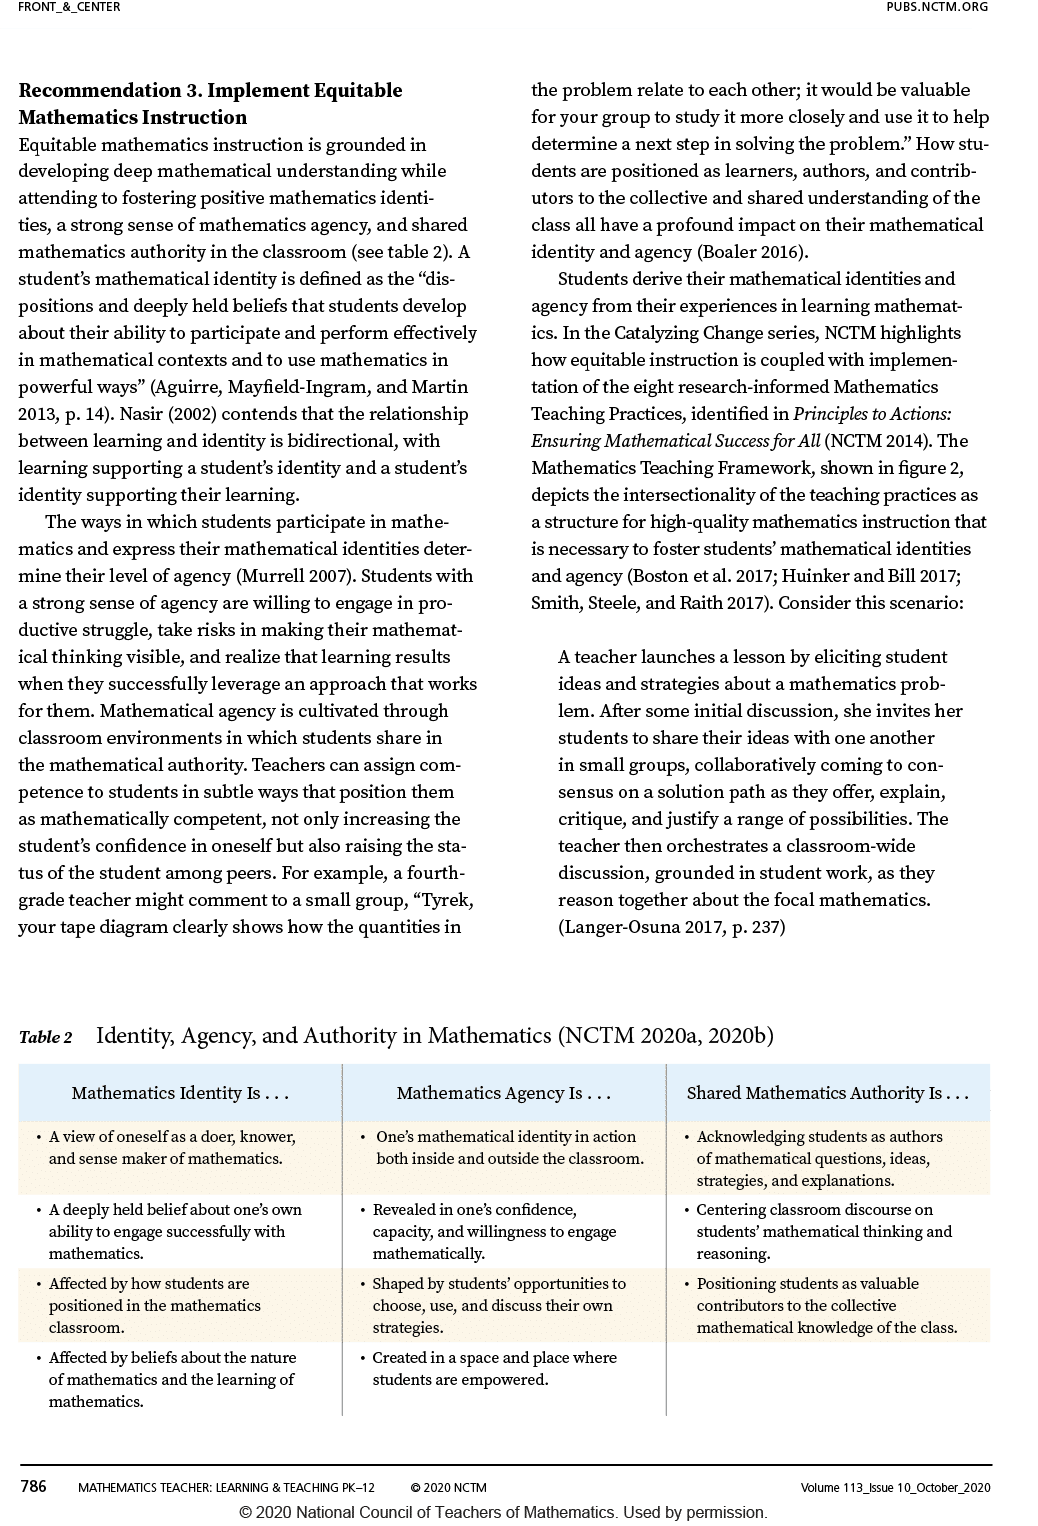 FRONT_&_CENTER
PUBS.NCTM.ORG
Recommendation 3. Implement Equitable
Mathematics Instruction
Equitable mathematics instruction is grounded in
developing deep mathematical understanding while
attending to fostering positive mathematics identi-
ties, a strong sense of mathematics agency, and shared
mathematics authority in the classroom (see table 2). A
student’s mathematical identity is defined as the “dis-
positions and deeply held beliefs that students develop
about their ability to participate and perform effectively
in mathematical contexts and to use mathematics in
powerful ways” (Aguirre, Mayfield-Ingram, and Martin
2013, p. 14). Nasir (2002) contends that the relationship
between learning and identity is bidirectional, with
learning supporting a student’s identity and a student’s
identity supporting their learning.
The ways in which students participate in mathe-
matics and express their mathematical identities deter-
mine their level of agency (Murrell 2007). Students with
a strong sense of agency are willing to engage in pro-
ductive struggle, take risks in making their mathemat-
ical thinking visible, and realize that learning results
when they successfully leverage an approach that works
for them. Mathematical agency is cultivated through
classroom environments in which students share in
the mathematical authority. Teachers can assign com-
petence to students in subtle ways that position them
as mathematically competent, not only increasing the
student’s confidence in oneself but also raising the sta-
tus of the student among peers. For example, a fourth-
grade teacher might comment to a small group, “Tyrek,
your tape diagram clearly shows how the quantities in
the problem relate to each other; it would be valuable
for your group to study it more closely and use it to help
determine a next step in solving the problem.” How stu-
dents are positioned as learners, authors, and contrib-
utors to the collective and shared understanding of the
class all have a profound impact on their mathematical
identity and agency (Boaler 2016).
Students derive their mathematical identities and
agency from their experiences in learning mathemat-
ics. In the Catalyzing Change series, NCTM highlights
how equitable instruction is coupled with implemen-
tation of the eight research-informed Mathematics
Teaching Practices, identified in Principles to Actions:
Ensuring Mathematical Success for All (NCTM 2014). The
Mathematics Teaching Framework, shown in figure 2,
depicts the intersectionality of the teaching practices as
a structure for high-quality mathematics instruction that
is necessary to foster students’ mathematical identities
and agency (Boston et al. 2017; Huinker and Bill 2017;
Smith, Steele, and Raith 2017). Consider this scenario:
A teacher launches a lesson by eliciting student
ideas and strategies about a mathematics prob-
lem. After some initial discussion, she invites her
students to share their ideas with one another
in small groups, collaboratively coming to con-
sensus on a solution path as they offer, explain,
critique, and justify a range of possibilities. The
teacher then orchestrates a classroom-wide
discussion, grounded in student work, as they
reason together about the focal mathematics.
(Langer-Osuna 2017, p. 237)
Table 2 Identity, Agency, and Authority in Mathematics (NCTM 2020a, 2020b)
Mathematics Identity Is . . .
Mathematics Agency Is . . .
Shared Mathematics Authority Is . . .
• A view of oneself as a doer, knower,
and sense maker of mathematics.
• One’s mathematical identity in action
both inside and outside the classroom.
• Acknowledging students as authors
of mathematical questions, ideas,
strategies, and explanations.
• A deeply held belief about one’s own
ability to engage successfully with
mathematics.
• Revealed in one’s confidence,
capacity, and willingness to engage
mathematically.
• Centering classroom discourse on
students’ mathematical thinking and
reasoning.
• Affected by how students are
positioned in the mathematics
classroom.
• Shaped by students’ opportunities to
choose, use, and discuss their own
strategies.
• Positioning students as valuable
contributors to the collective
mathematical knowledge of the class.
• Affected by beliefs about the nature
of mathematics and the learning of
mathematics.
• Created in a space and place where
students are empowered.
786 MATHEMATICS TEACHER: LEARNING & TEACHING PK–12 © 2020 NCTM
Volume 113_Issue 10_October_2020
© 2020 National Council of Teachers of Mathematics. Used by permission.